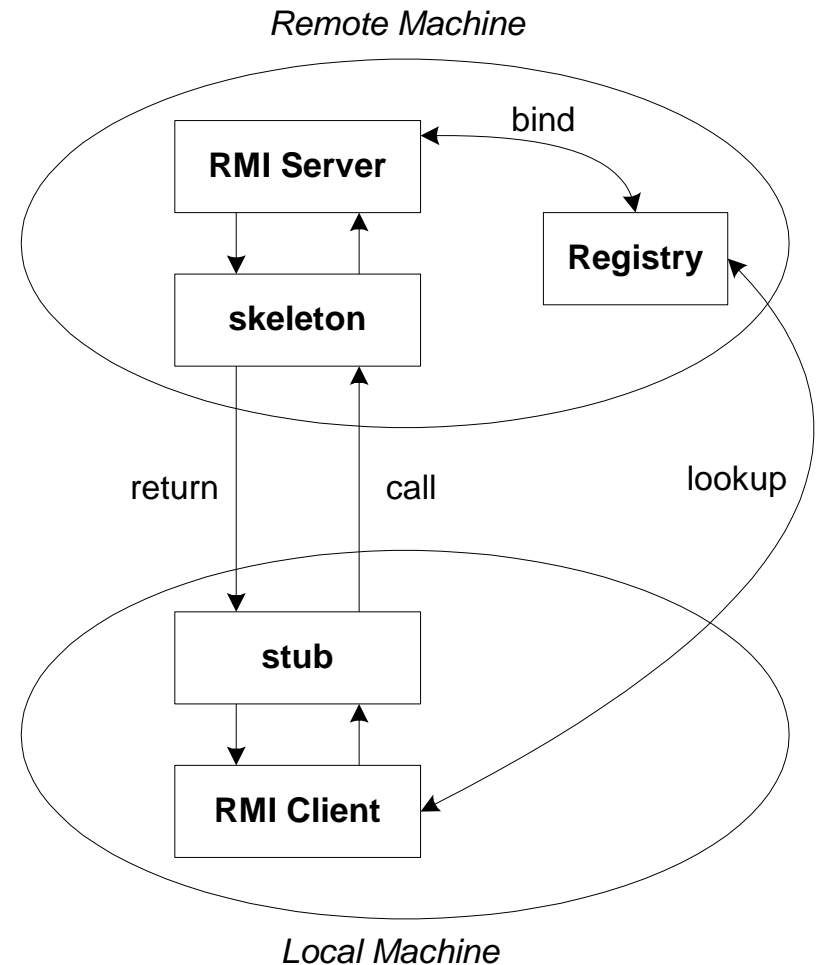 Remote Machine
bind
RMI Server
Registry
skeleton
return
call
lookup
stub
RMI Client
Local Machine